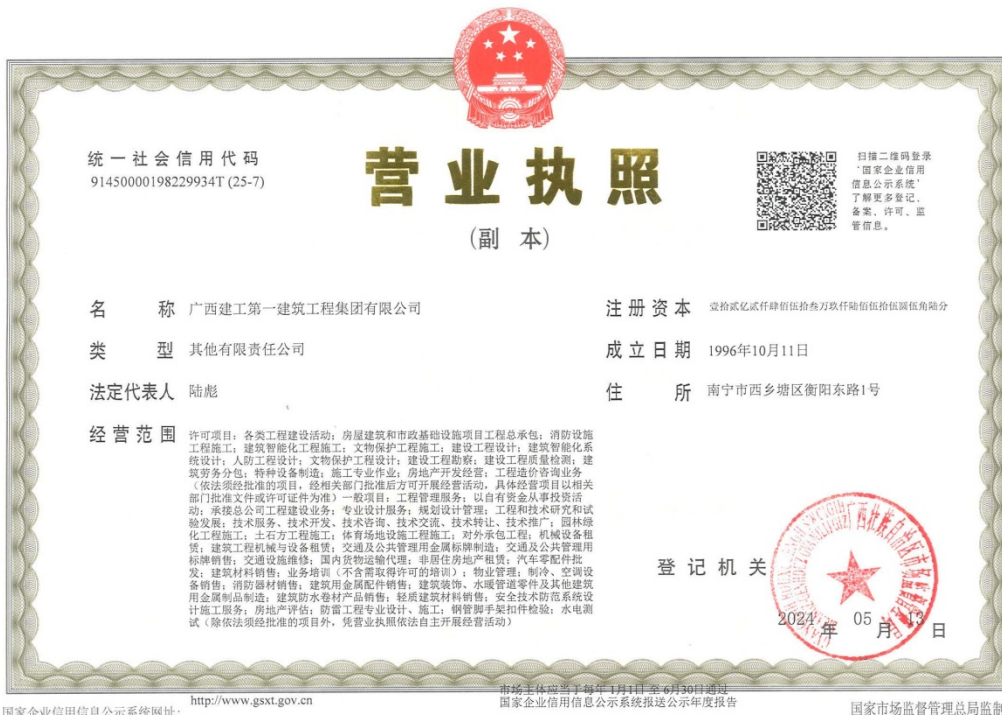 统一社会信用代码
91450000198229934T (25-7)
营业执照
(副 本)
扫描二维码登录
“国家企业信用
信息公示系统”
了解更多登记、
备案、许可、监
管信息。
名 称 广西建工第一建筑工程集团有限公司
类 型 其他有限责任公司
法定代表人 陆彪
经营范围 许可项目：各类工程建设活动；房屋建筑和市政基础设施项目工程总承包；消防设施
工程施工；建筑智能化工程施工；文物保护工程施工；建设工程设计；建筑智能化系
统设计；人防工程设计；文物保护工程设计；建设工程勘察；建设工程质量检测；建
筑劳务分包；特种设备制造；施工专业作业；房地产开发经营；工程造价咨询业务
（依法须经批准的项目，经相关部门批准后方可开展经营活动，具体经营项目以相关
部门批准文件或许可证件为准）一般项目：工程管理服务；以自有资金从事投资活
动；承接总公司工程建设业务；专业设计服务；规划设计管理；工程和技术研究和试
验发展；技术服务、技术开发、技术咨询、技术交流、技术转让、技术推广；园林绿
化工程施工；土石方工程施工；体育场地设施工程施工；对外承包工程；机械设备租
赁；建筑工程机械与设备租赁；交通及公共管理用金属标牌制造；交通及公共管理用
标牌销售；交通设施维修；国内货物运输代理；非居住房地产租赁；汽车零配件批
发；建筑材料销售；业务培训（不含需取得许可的培训）；物业管理；制冷、空调设
备销售；消防器材销售；建筑用金属配件销售；建筑装饰、水暖管道零件及其他建筑
用金属制品制造；建筑防水卷材产品销售；轻质建筑材料销售；安全技术防范系统设
计施工服务；房地产评估；防雷工程专业设计、施工；钢管脚手架扣件检验；水电测
试（除依法须经批准的项目外，凭营业执照依法自主开展经营活动）
注册资本 壹拾贰亿贰仟肆佰伍拾叁万玖仟陆佰伍拾伍圆伍角陆分
成立日期 1996年10月11日
住 所 南宁市西乡塘区衡阳东路1号
登记机关
广西壮族自治区市场监督管理局
2024 年 05 月 13 日
国家企业信用信息公示系统网址：
http://www.gsxt.gov.cn
市场主体应当于每年 1月1日 至 6月30日通过
国家企业信用信息公示系统报送公示年度报告
国家市场监督管理总局监制